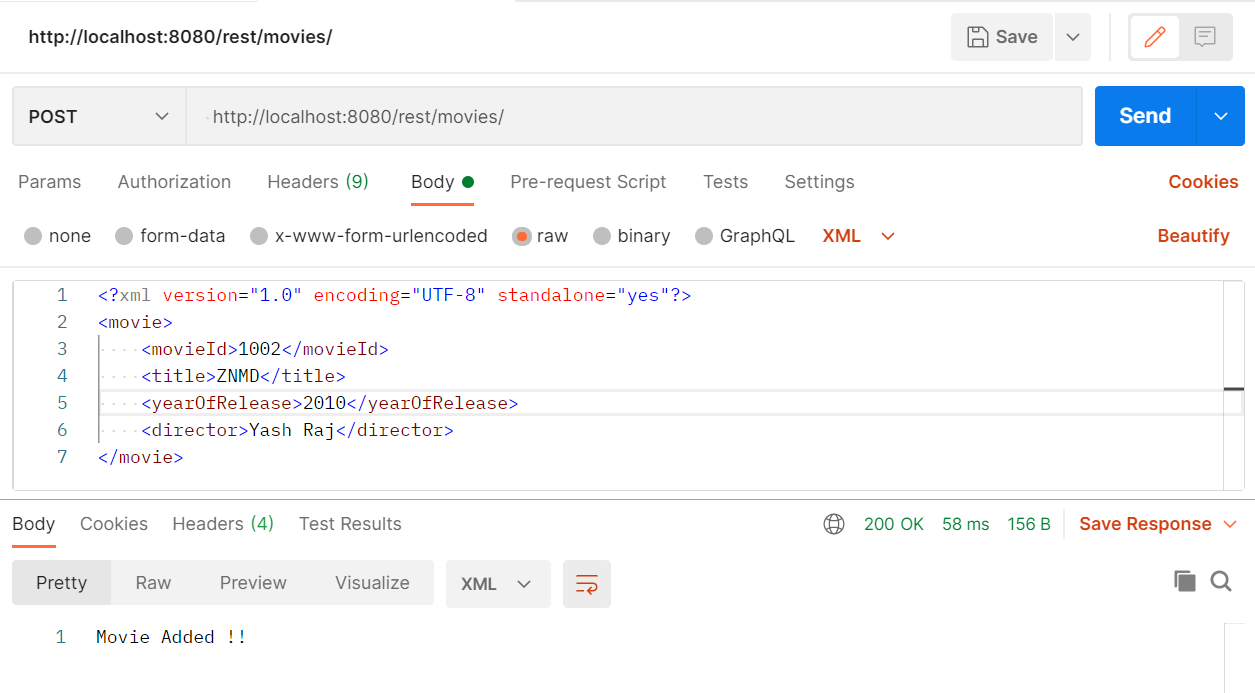 http://localhost:8080/rest/movies/ Save
POST http://localhost:8080/rest/movies/ Send
Params Authorization Headers (9) Body Pre-request Script Tests Settings Cookies
none form-data x-www-form-urlencoded raw binary GraphQL XML Beautify
1 <?xml version="1.0" encoding="UTF-8" standalone="yes"?>
2 <movie>
3 <movieId>1002</movieId>
4 <title>ZNMD</title>
5 <yearOfRelease>2010</yearOfRelease>
6 <director>Yash Raj</director>
7 </movie>
Body Cookies Headers (4) Test Results 200 OK 58 ms 156 B Save Response
Pretty Raw Preview Visualize XML
1 Movie Added !!